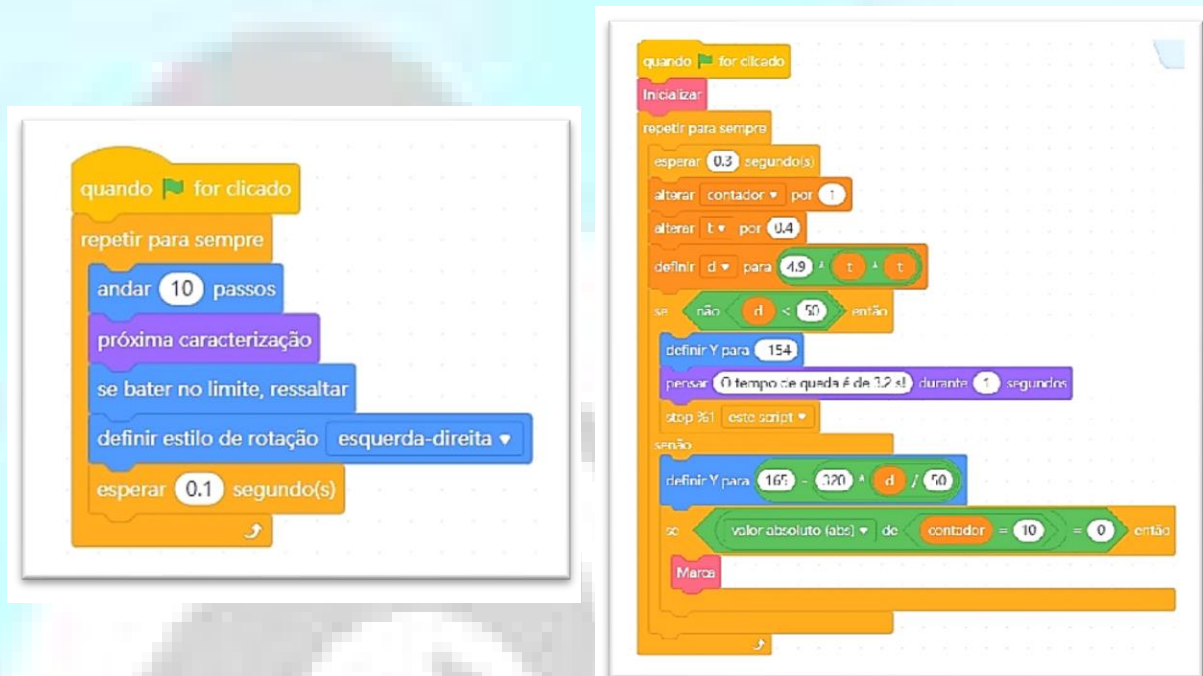 quando for clicado
repetir para sempre
andar 10 passos
próxima caracterização
se bater no limite, ressaltar
definir estilo de rotação esquerda-direita
esperar 0.1 segundo(s)
quando for clicado
Inicializar
repetir para sempre
esperar 0.3 segundo(s)
alterar contador por 1
alterar t por 0.4
definir d para 4.9 * t * t
se não d < 50 então
definir Y para 154
pensar O tempo de queda é de 3.2 s! durante 1 segundos
stop %1 este script
senão
definir Y para 165 - 320 * d / 50
se valor absoluto (abs) de contador = 10 = 0 então
Marca